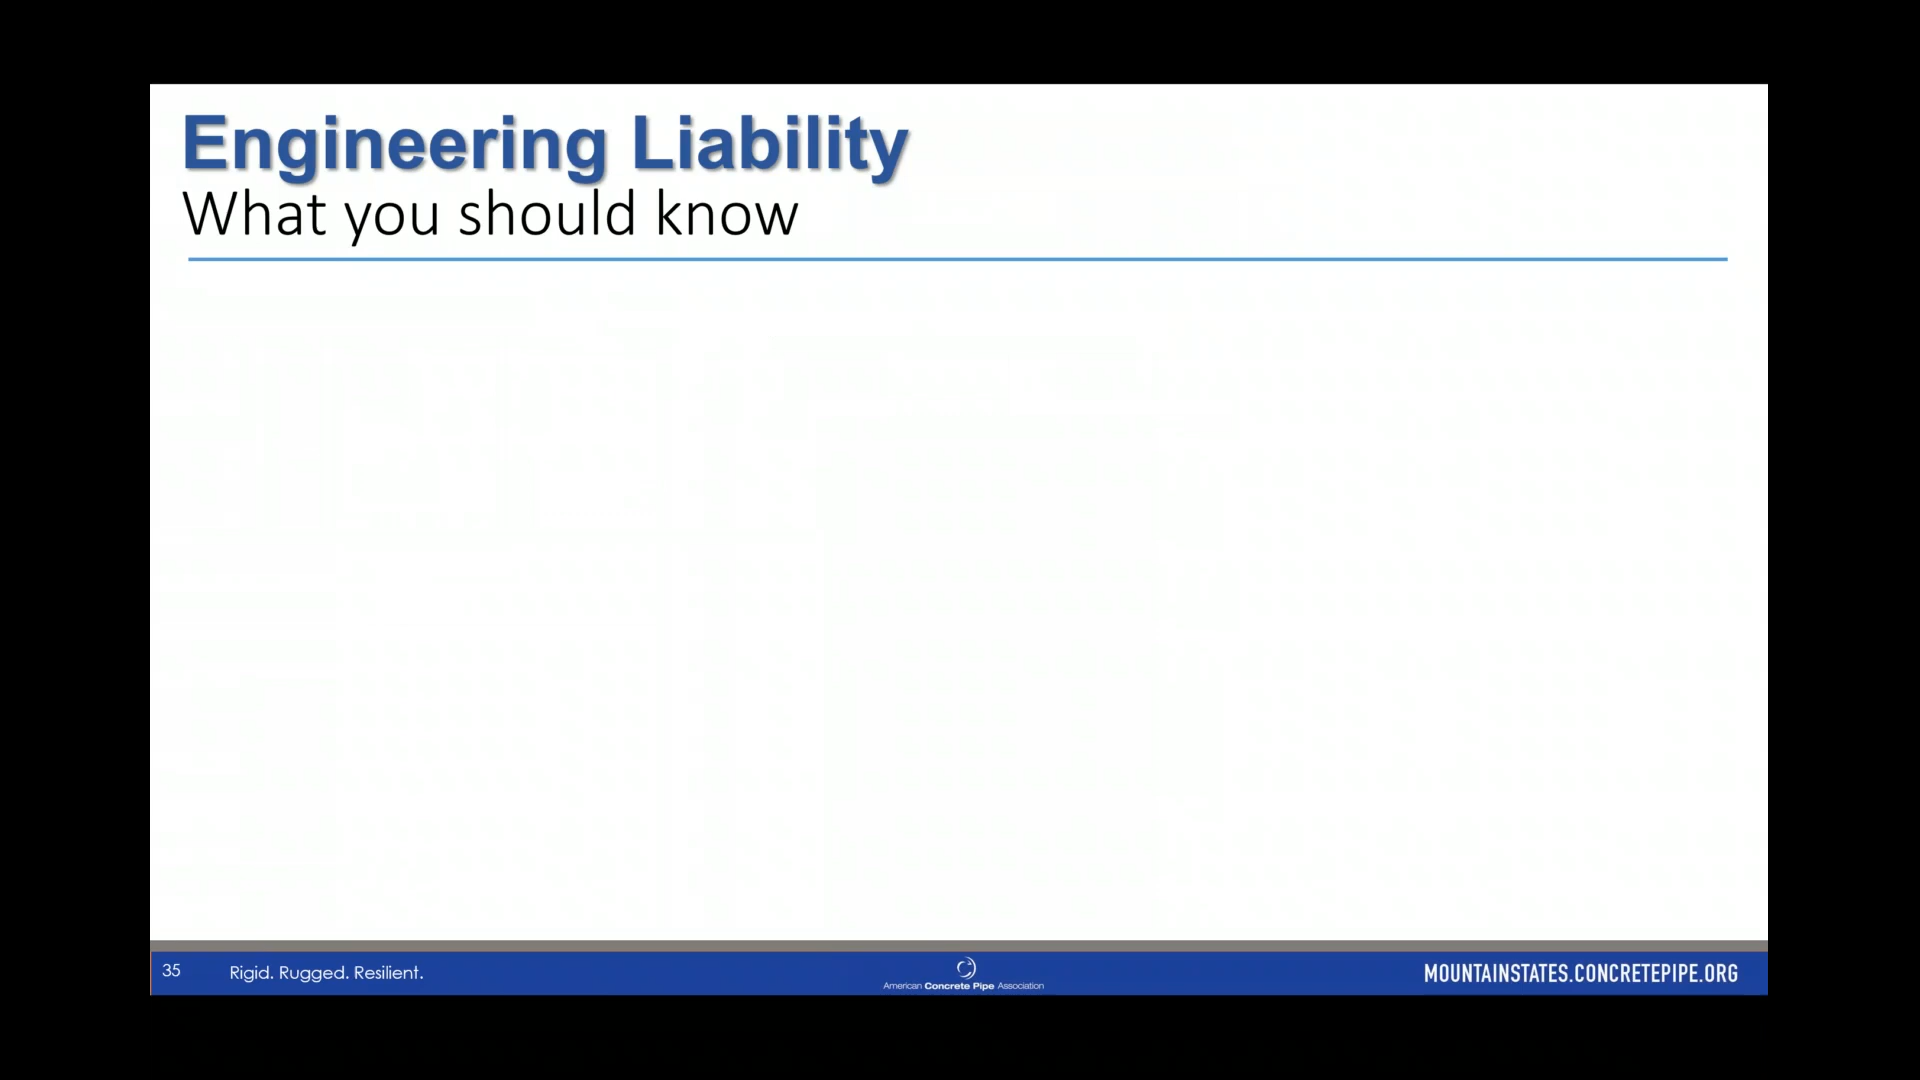 Engineering Liability
What you should know
35
Rigid. Rugged. Resilient.
American Concrete Pipe Association
MOUNTAINSTATES.CONCRETEPIPE.ORG